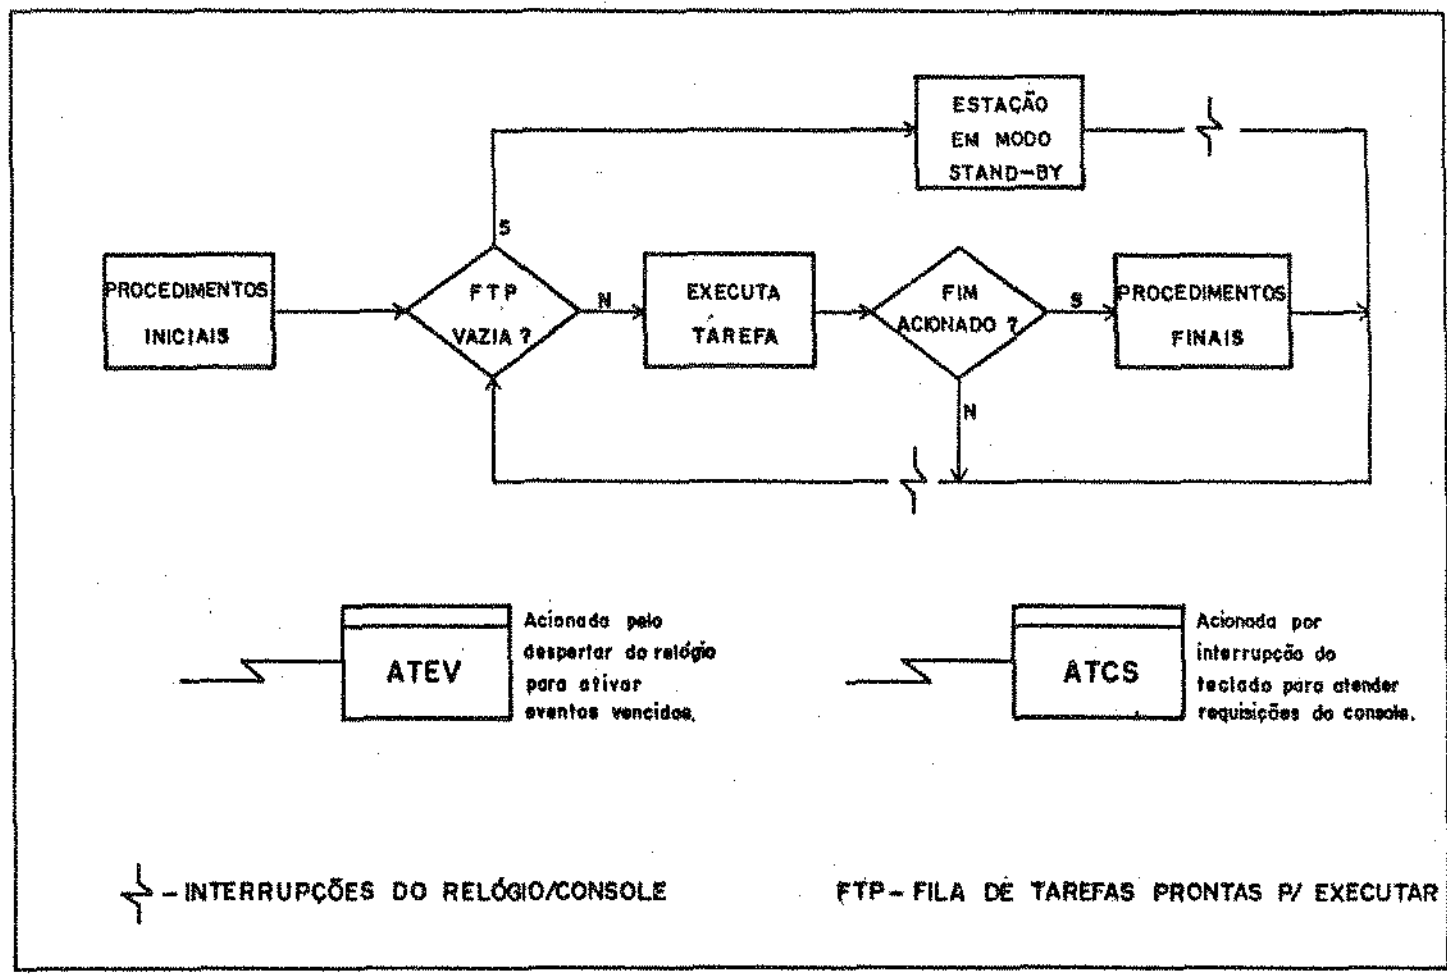 ESTAÇÃO
EM MODO
STAND-BY
S
PROCEDIMENTOS
INICIAIS
FTP
VAZIA ?
N
EXECUTA
TAREFA
FIM
ACIONADO ?
S
PROCEDIMENTOS
FINAIS
N
ATEV
Acionada pelo
despertar do relógio
para ativar
eventos vencidos.
ATCS
Acionada por
interrupção do
teclado para atender
requisições do console.
- INTERRUPÇÕES DO RELÓGIO/CONSOLE
FTP - FILA DE TAREFAS PRONTAS P/ EXECUTAR